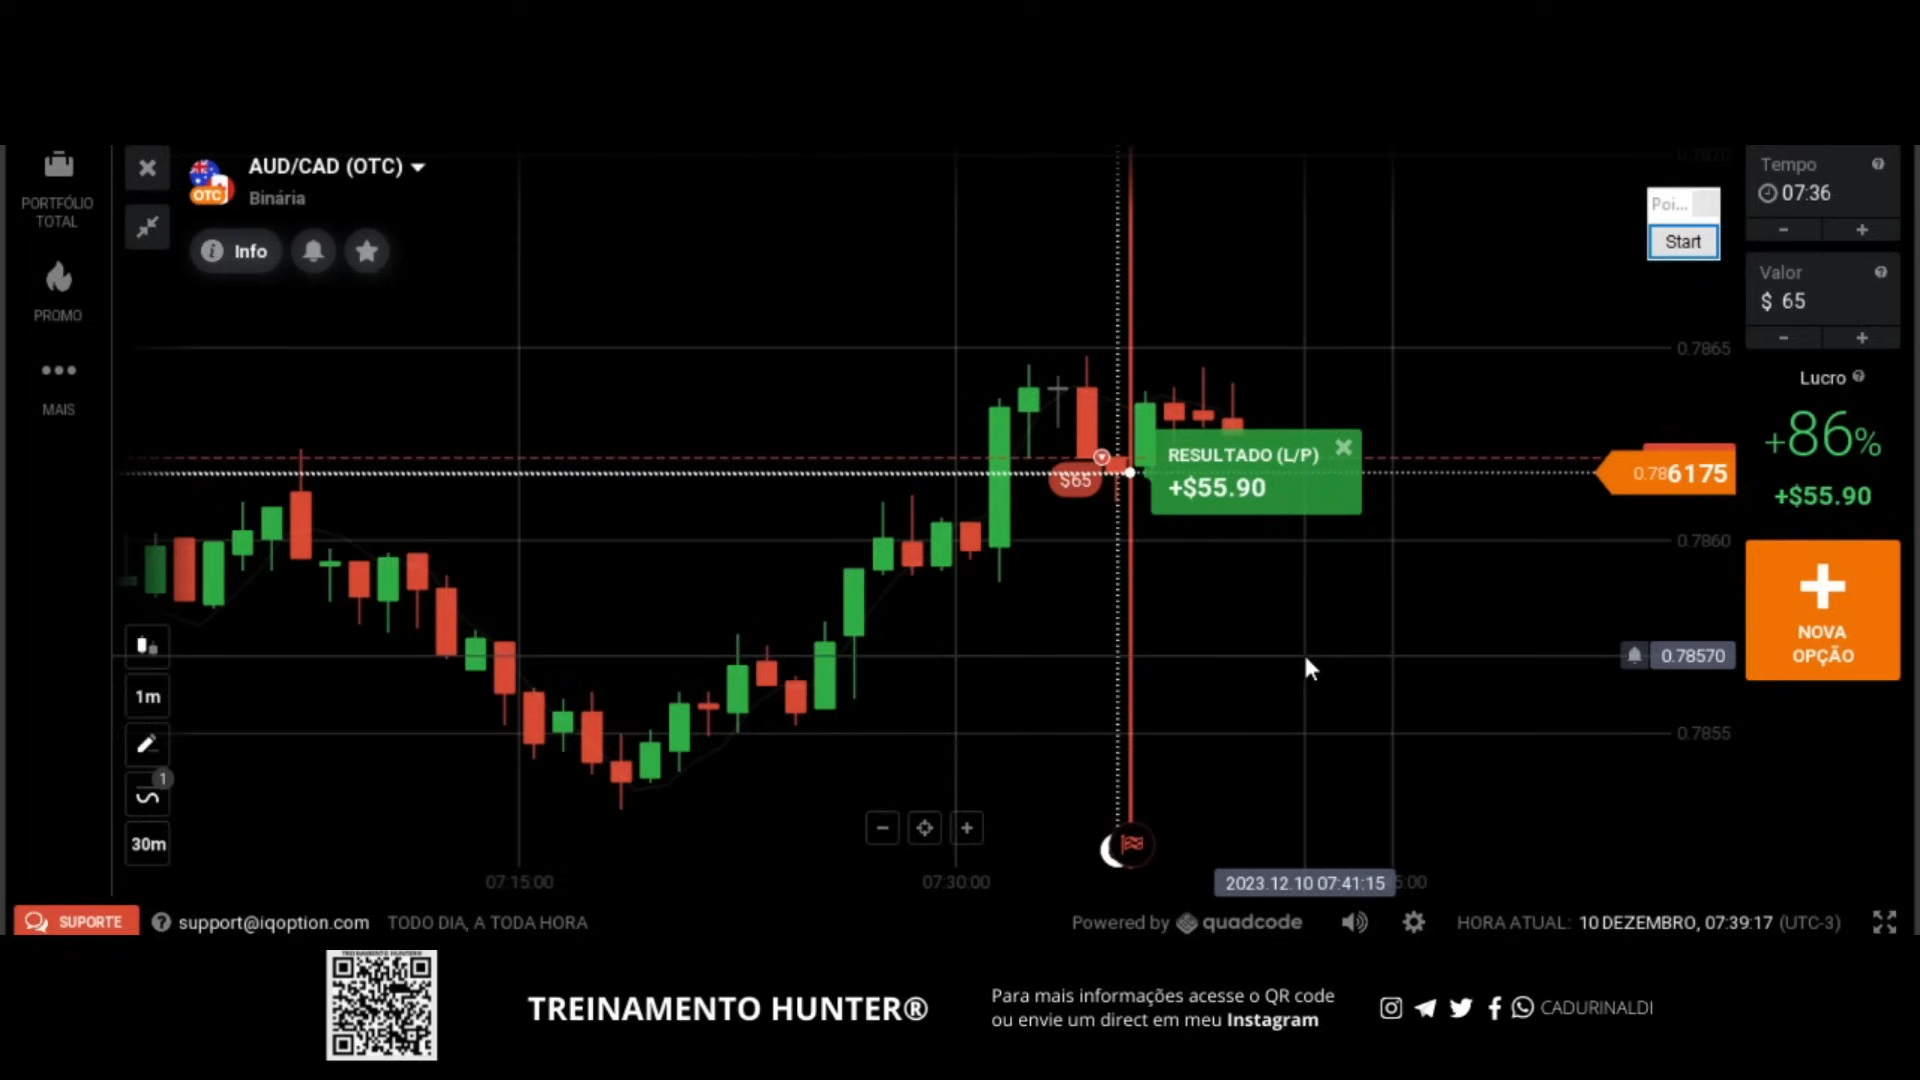 PORTFÓLIO
TOTAL
PROMO
MAIS
AUD/CAD (OTC)
OTC
Binária
Info
1m
1
30m
Poi...
Start
Tempo
07:36
Valor
$ 65
Lucro
+86%
+$55.90
NOVA
OPÇÃO
0.7865
0.786175
0.7860
0.78570
0.7855
$65
RESULTADO (L/P)
+$55.90
07:15:00
07:30:00
2023.12.10 07:41:15
5:00
SUPORTE
support@iqoption.com
TODO DIA, A TODA HORA
Powered by quadcode
HORA ATUAL: 10 DEZEMBRO, 07:39:17 (UTC-3)
TREINAMENTO HUNTER®
Para mais informações acesse o QR code
ou envie um direct em meu Instagram
CADURINALDI